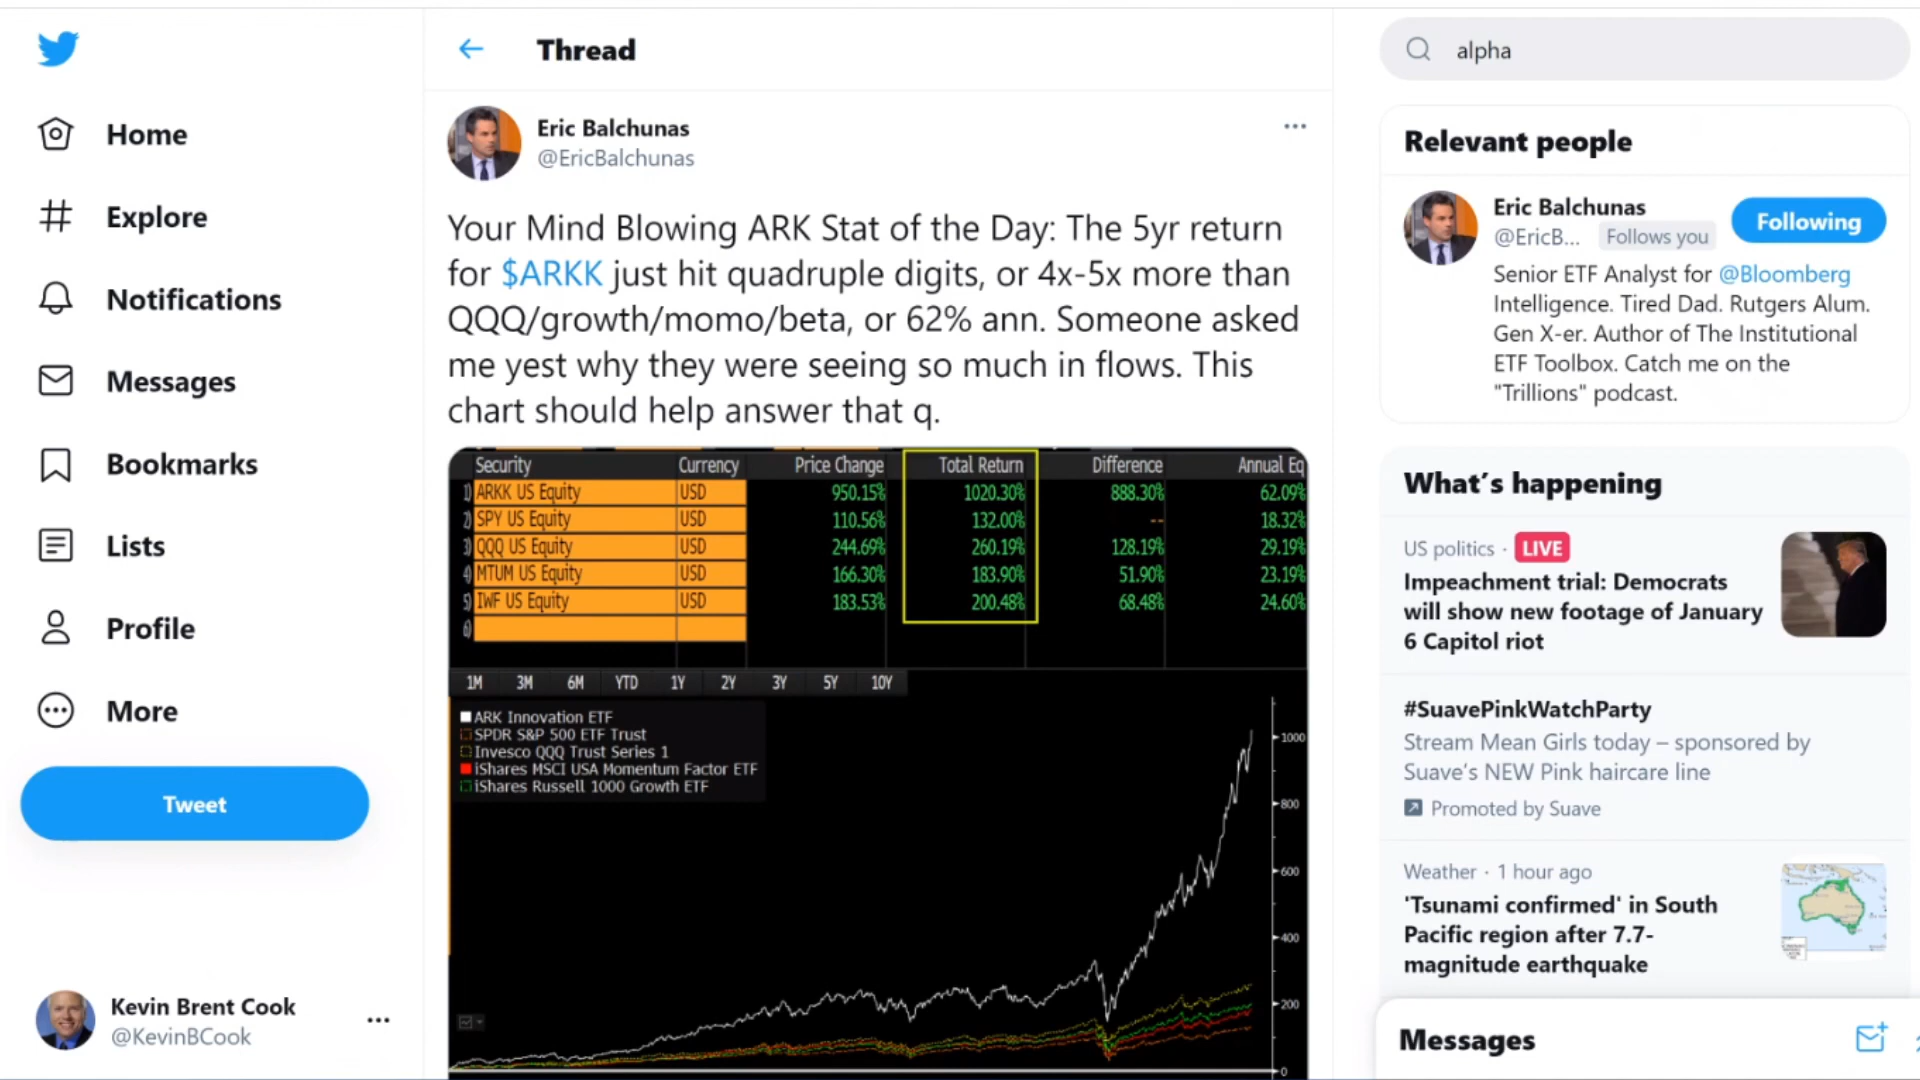 Home
Explore
Notifications
Messages
Bookmarks
Lists
Profile
More
Tweet
Kevin Brent Cook
@KevinBCook
Thread
Eric Balchunas
@EricBalchunas
Your Mind Blowing ARK Stat of the Day: The 5yr return
for $ARKK just hit quadruple digits, or 4x-5x more than
QQQ/growth/momo/beta, or 62% ann. Someone asked
me yest why they were seeing so much in flows. This
chart should help answer that q.
Security Currency Price Change Total Return Difference Annual Eq
1) ARKK US Equity USD 950.15% 1020.30% 888.30% 62.09%
2) SPY US Equity USD 110.56% 132.00% -- 18.32%
3) QQQ US Equity USD 244.69% 260.19% 128.19% 29.19%
4) MTUM US Equity USD 166.30% 183.90% 51.90% 23.19%
5) IWF US Equity USD 183.53% 200.48% 68.48% 24.60%
6)
1M 3M 6M YTD 1Y 2Y 3Y 5Y 10Y
ARK Innovation ETF
SPDR S&P 500 ETF Trust
Invesco QQQ Trust Series 1
iShares MSCI USA Momentum Factor ETF
iShares Russell 1000 Growth ETF
1000
800
600
400
200
0
alpha
Relevant people
Eric Balchunas
@EricB... Follows you
Following
Senior ETF Analyst for @Bloomberg
Intelligence. Tired Dad. Rutgers Alum.
Gen X-er. Author of The Institutional
ETF Toolbox. Catch me on the
"Trillions" podcast.
What's happening
US politics · LIVE
Impeachment trial: Democrats
will show new footage of January
6 Capitol riot
#SuavePinkWatchParty
Stream Mean Girls today – sponsored by
Suave's NEW Pink haircare line
Promoted by Suave
Weather · 1 hour ago
'Tsunami confirmed' in South
Pacific region after 7.7-
magnitude earthquake
Messages